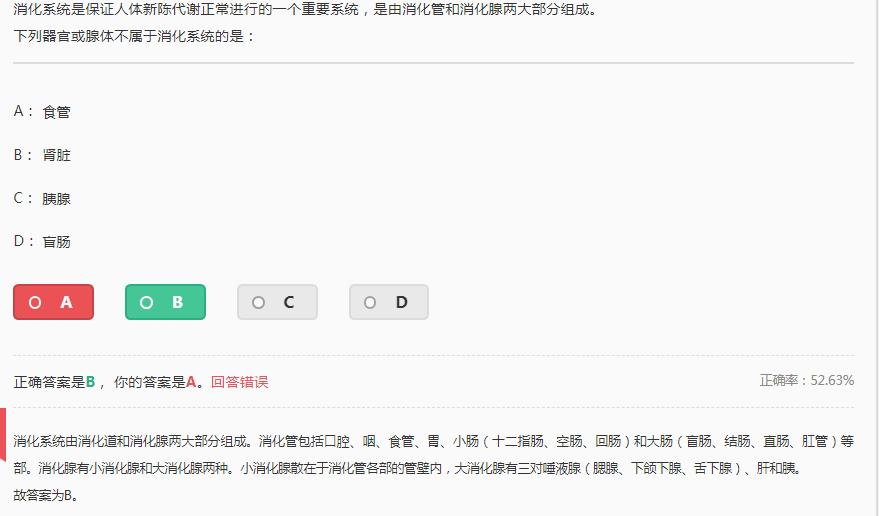 消化系统是保证人体新陈代谢正常进行的一个重要系统，是由消化管和消化腺两大部分组成。
下列器官或腺体不属于消化系统的是：
A： 食管
B： 肾脏
C： 胰腺
D： 盲肠
A B C D
正确答案是B， 你的答案是A。回答错误 正确率：52.63%
消化系统由消化道和消化腺两大部分组成。消化管包括口腔、咽、食管、胃、小肠（十二指肠、空肠、回肠）和大肠（盲肠、结肠、直肠、肛管）等
部。消化腺有小消化腺和大消化腺两种。小消化腺散在于消化管各部的管壁内，大消化腺有三对唾液腺（腮腺、下颌下腺、舌下腺）、肝和胰。
故答案为B。